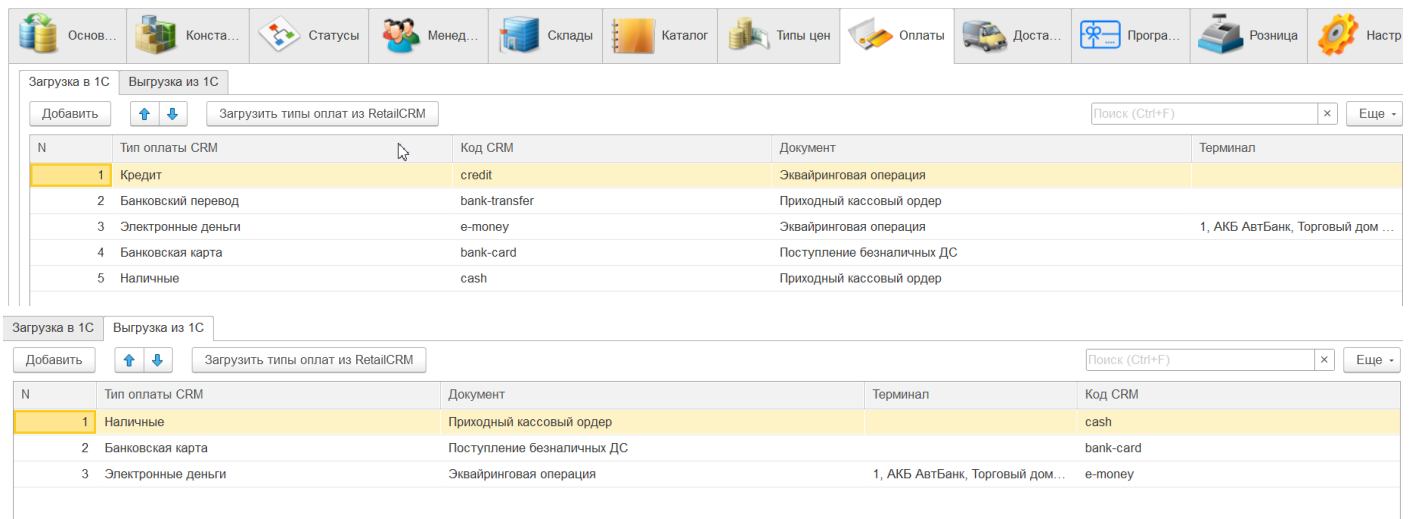 Основ... Конста... Статусы Менед... Склады Каталог Типы цен Оплаты Доста... Програ... Розница Настр
Загрузка в 1С Выгрузка из 1С
Добавить Загрузить типы оплат из RetailCRM Поиск (Ctrl+F) × Еще
N Тип оплаты CRM Код CRM Документ Терминал
1 Кредит credit Эквайринговая операция
2 Банковский перевод bank-transfer Приходный кассовый ордер
3 Электронные деньги e-money Эквайринговая операция 1, АКБ АвтБанк, Торговый дом ...
4 Банковская карта bank-card Поступление безналичных ДС
5 Наличные cash Приходный кассовый ордер
Загрузка в 1С Выгрузка из 1С
Добавить Загрузить типы оплат из RetailCRM Поиск (Ctrl+F) × Еще
N Тип оплаты CRM Документ Терминал Код CRM
1 Наличные Приходный кассовый ордер cash
2 Банковская карта Поступление безналичных ДС bank-card
3 Электронные деньги Эквайринговая операция 1, АКБ АвтБанк, Торговый дом... e-money